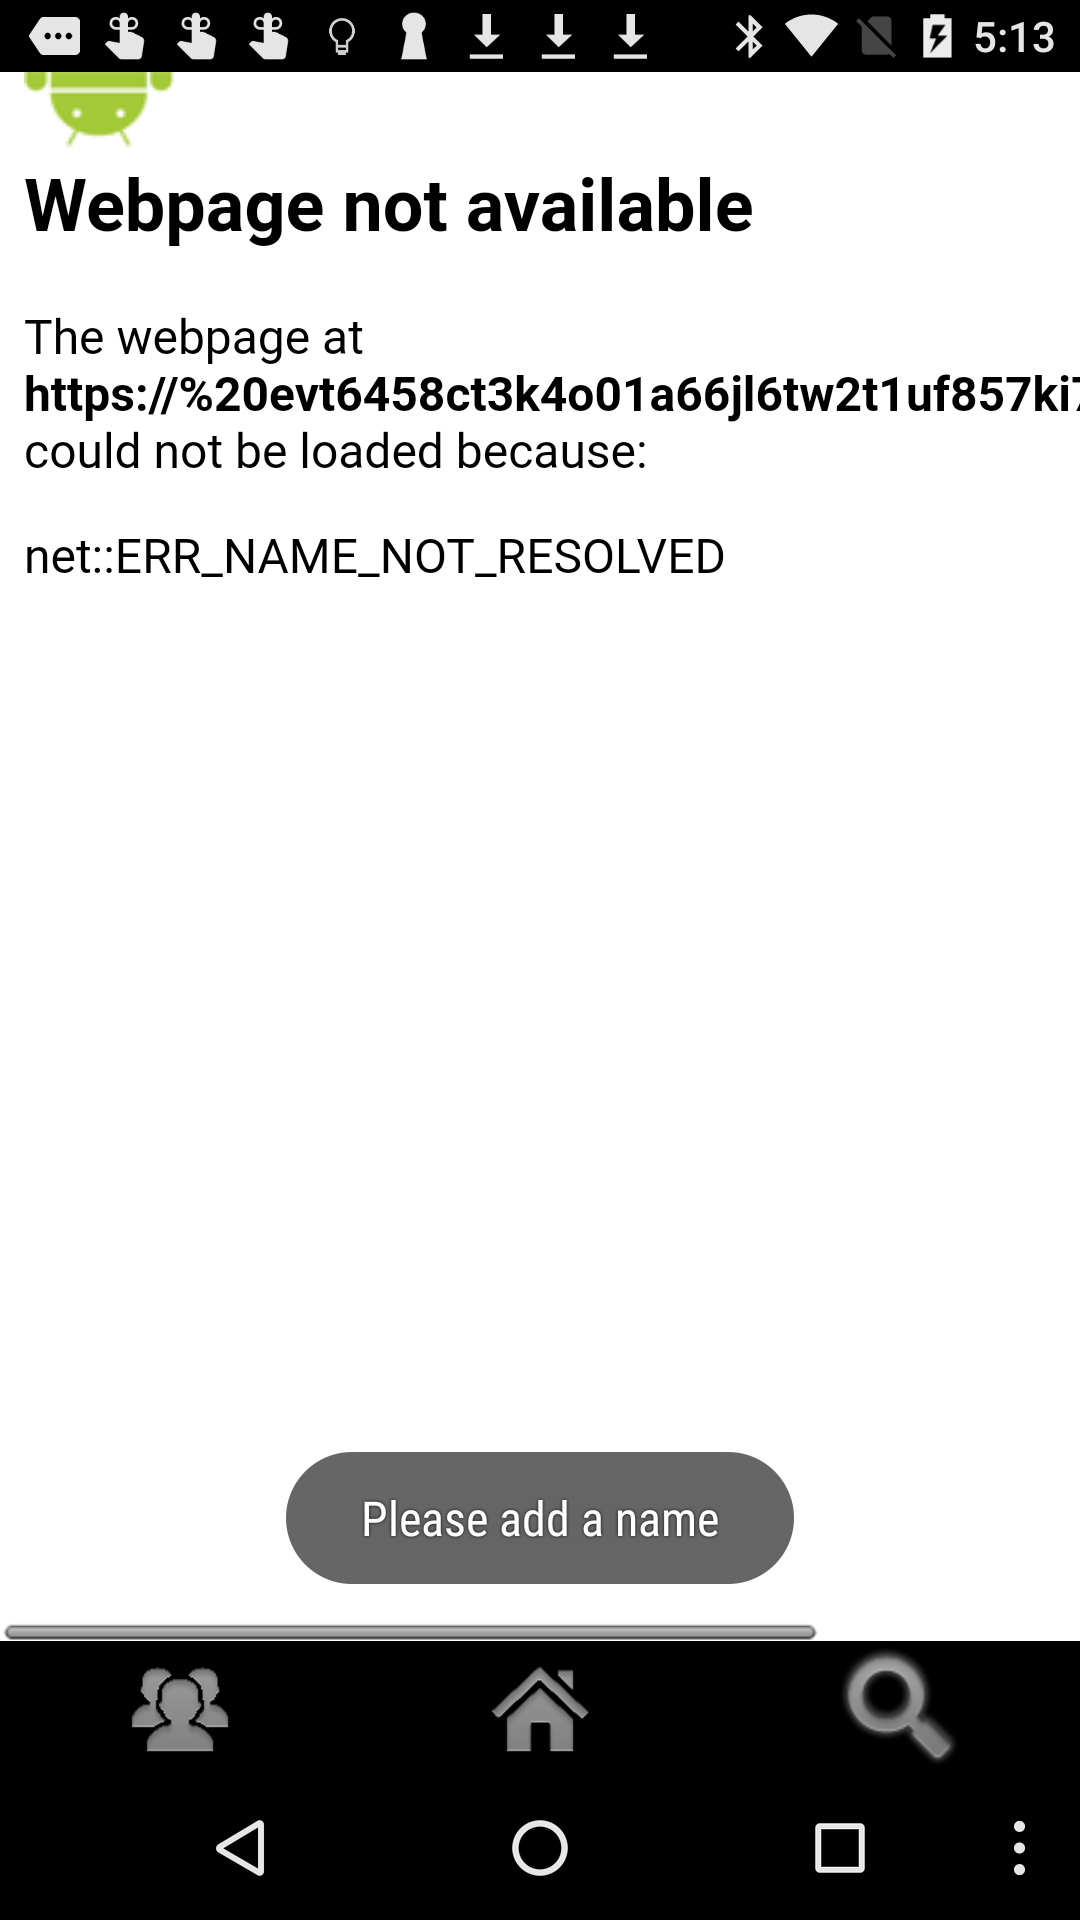 5:13
Webpage not available
The webpage at
https://%20evt6458ct3k4o01a66jl6tw2t1uf857ki
could not be loaded because:
net::ERR_NAME_NOT_RESOLVED
Please add a name